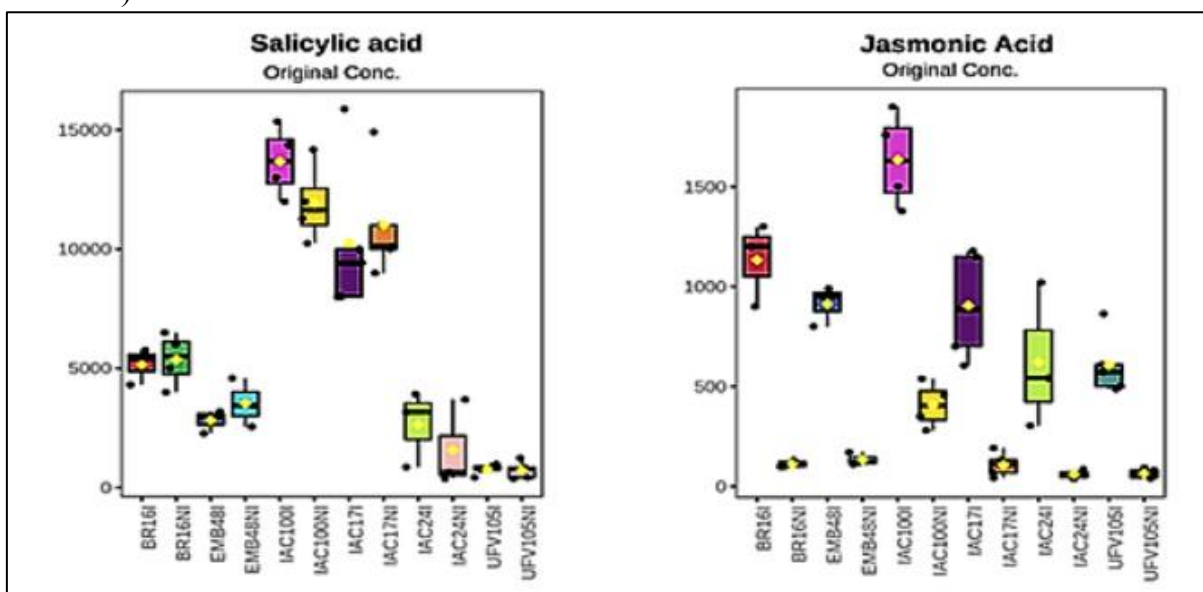 )
Salicylic acid
Original Conc.
15000
10000
5000
0
BR16I
BR16NI
EMB48I
EMB48NI
IAC100I
IAC100NI
IAC17I
IAC17NI
IAC24I
IAC24NI
UFV105I
UFV105NI
Jasmonic Acid
Original Conc.
1500
1000
500
0
BR16I
BR16NI
EMB48I
EMB48NI
IAC100I
IAC100NI
IAC17I
IAC17NI
IAC24I
IAC24NI
UFV105I
UFV105NI